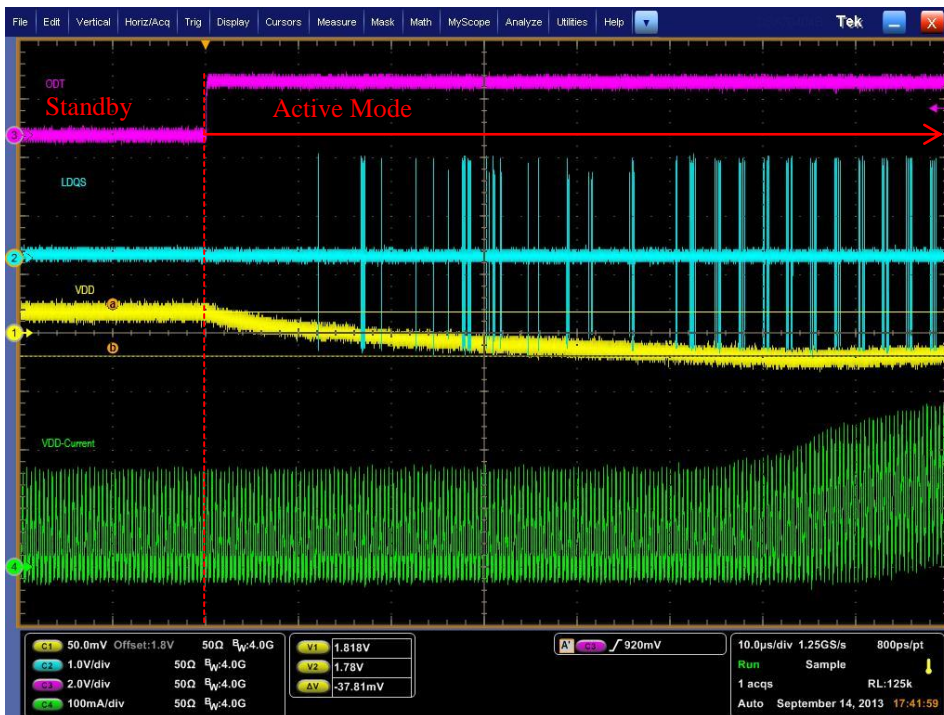 File Edit Vertical Horiz/Acq Trig Display Cursors Measure Mask Math MyScope Analyze Utilities Help Tek X
ODT
Standby Active Mode
3
LDQS
2
VDD
a
1
b
VDD-Current
4
C1 50.0mV Offset:1.8V 50Ω BW:4.0G
C2 1.0V/div 50Ω BW:4.0G
C3 2.0V/div 50Ω BW:4.0G
C4 100mA/div 50Ω BW:4.0G
V1 1.818V
V2 1.78V
ΔV -37.81mV
A' C3 920mV
10.0µs/div 1.25GS/s 800ps/pt
Run Sample
1 acqs RL:125k
Auto September 14, 2013 17:41:59